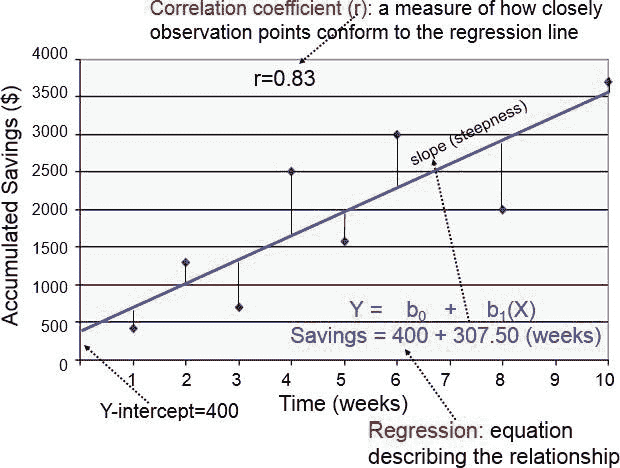 Correlation coefficient (r): a measure of how closely
observation points conform to the regression line
r=0.83
Accumulated Savings ($)
4000
3500
3000
2500
2000
1500
1000
500
0
slope (steepness)
Y = b₀ + b₁(X)
Savings = 400 + 307.50 (weeks)
1 2 3 4 5 6 7 8 9 10
Time (weeks)
Y-intercept=400
Regression: equation
describing the relationship